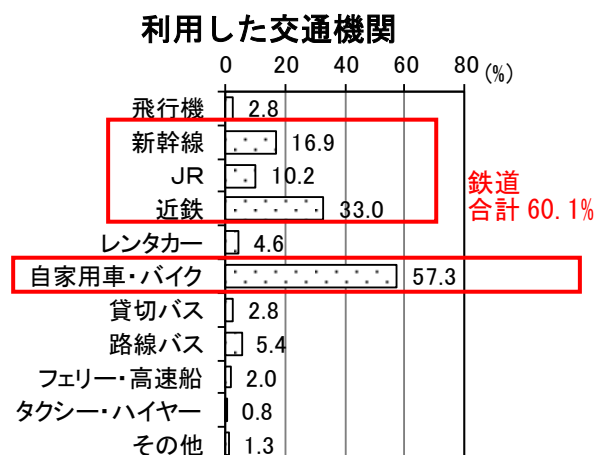 利用した交通機関
0 20 40 60 80 (%)
飛行機 2.8
新幹線 16.9
JR 10.2
近鉄 33.0
鉄道
合計 60.1%
レンタカー 4.6
自家用車・バイク 57.3
貸切バス 2.8
路線バス 5.4
フェリー・高速船 2.0
タクシー・ハイヤー 0.8
その他 1.3